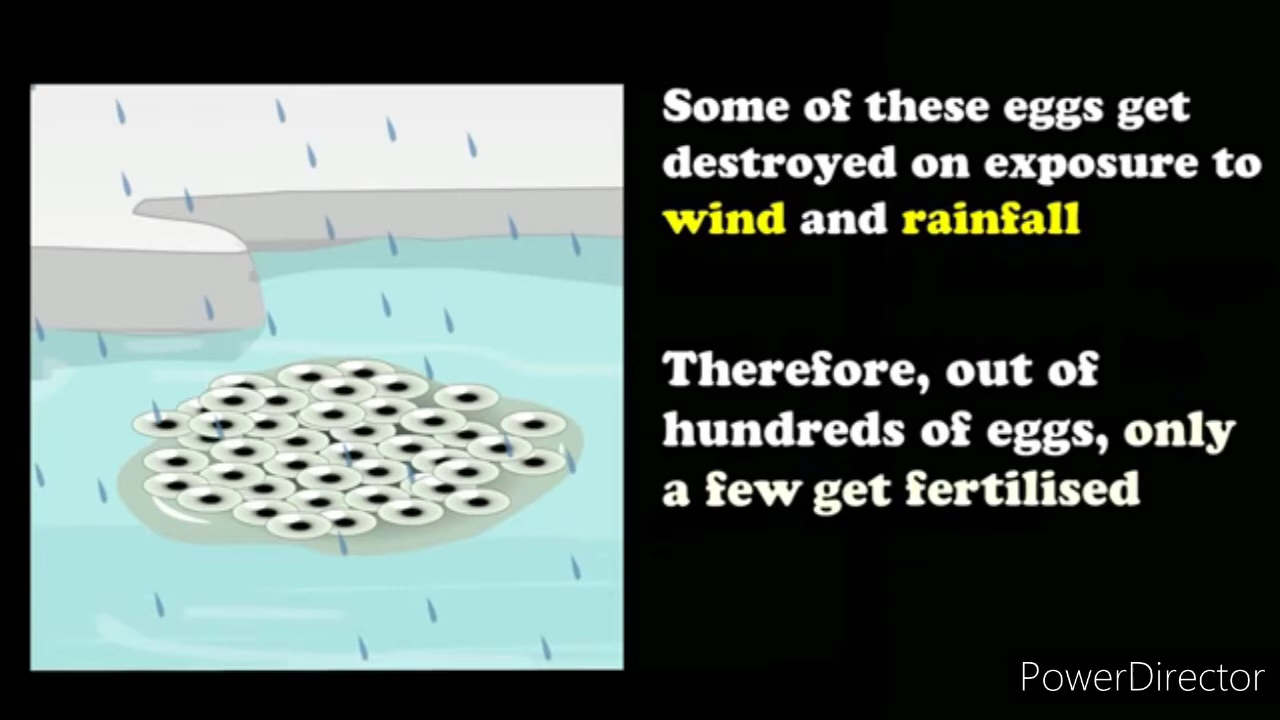 Some of these eggs get
destroyed on exposure to
wind and rainfall
Therefore, out of
hundreds of eggs, only
a few get fertilised
PowerDirector